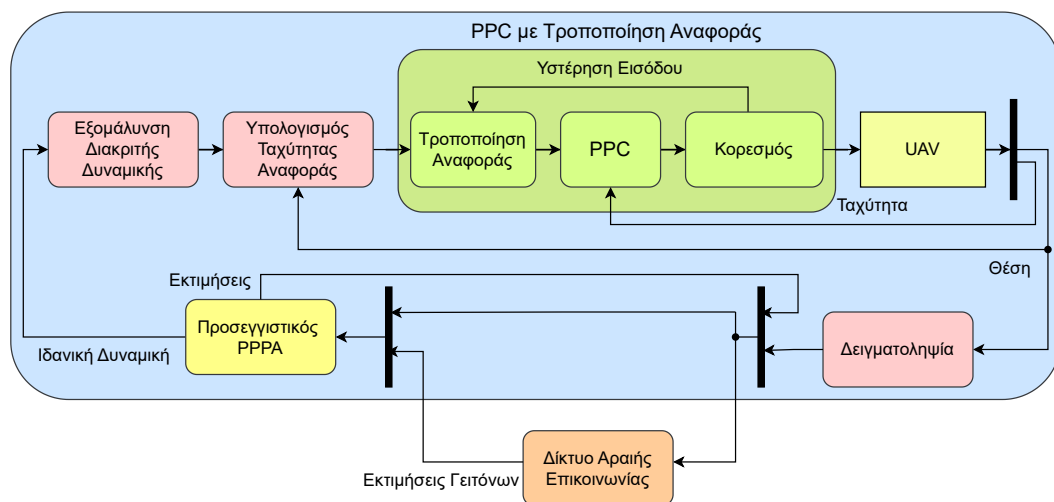 PPC με Τροποποίηση Αναφοράς
Υστέρηση Εισόδου
Εξομάλυνση
Διακριτής
Δυναμικής
Υπολογισμός
Ταχύτητας
Αναφοράς
Τροποποίηση
Αναφοράς
PPC
Κορεσμός
UAV
Ταχύτητα
Θέση
Εκτιμήσεις
Προσεγγιστικός
PPPA
Ιδανική Δυναμική
Δειγματοληψία
Δίκτυο Αραιής
Επικοινωνίας
Εκτιμήσεις Γειτόνων